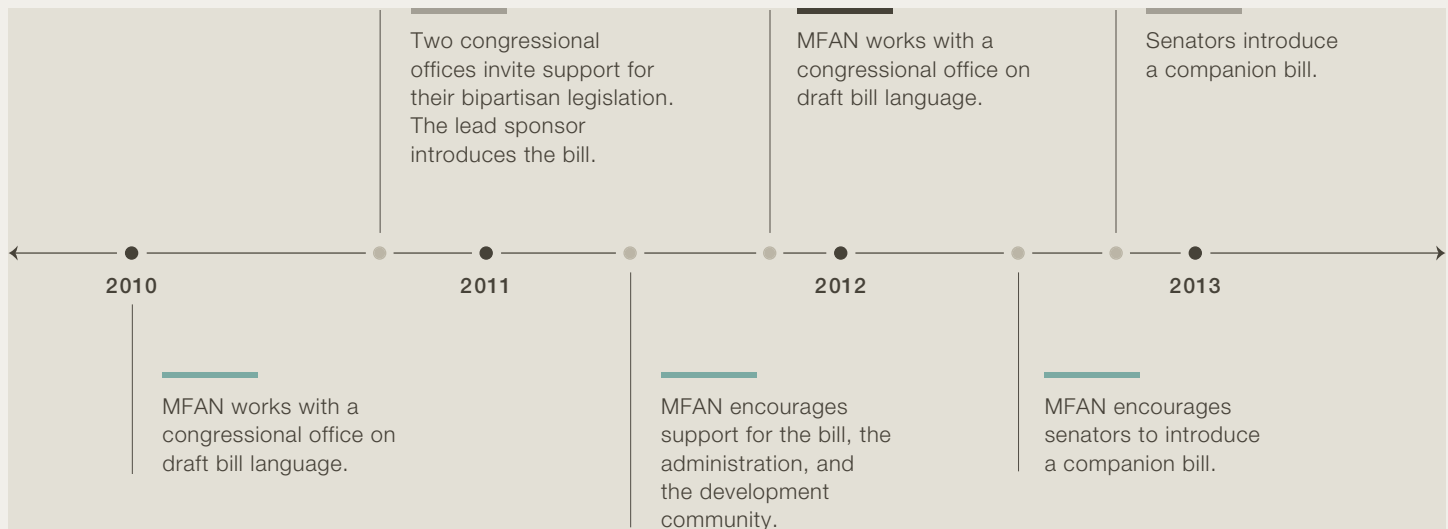 Two congressional
offices invite support for
their bipartisan legislation.
The lead sponsor
introduces the bill.
MFAN works with a
congressional office on
draft bill language.
Senators introduce
a companion bill.
2010
2011
2012
2013
MFAN works with a
congressional office on
draft bill language.
MFAN encourages
support for the bill, the
administration, and
the development
community.
MFAN encourages
senators to introduce
a companion bill.